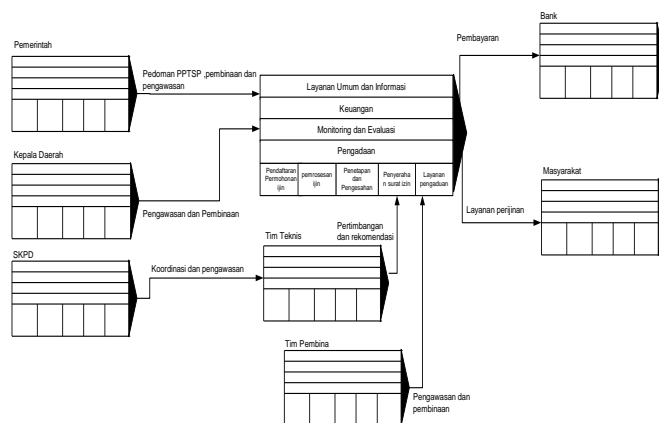 Bank
Pemerintah
Pembayaran
Pedoman PPTSP ,pembinaan dan
pengawasan
Layanan Umum dan Informasi
Keuangan
Monitoring dan Evaluasi
Pengadaan
Pendaftaran
Permohonan
ijin
pemrosesan
ijin
Penetapan
dan
Pengesahan
Penyeraha
n surat izin
Layanan
pengaduan
Kepala Daerah
Pengawasan dan Pembinaan
Masyarakat
Layanan perijinan
SKPD
Koordinasi dan pengawasan
Tim Teknis
Pertimbangan
dan rekomendasi
Tim Pembina
Pengawasan dan
pembinaan